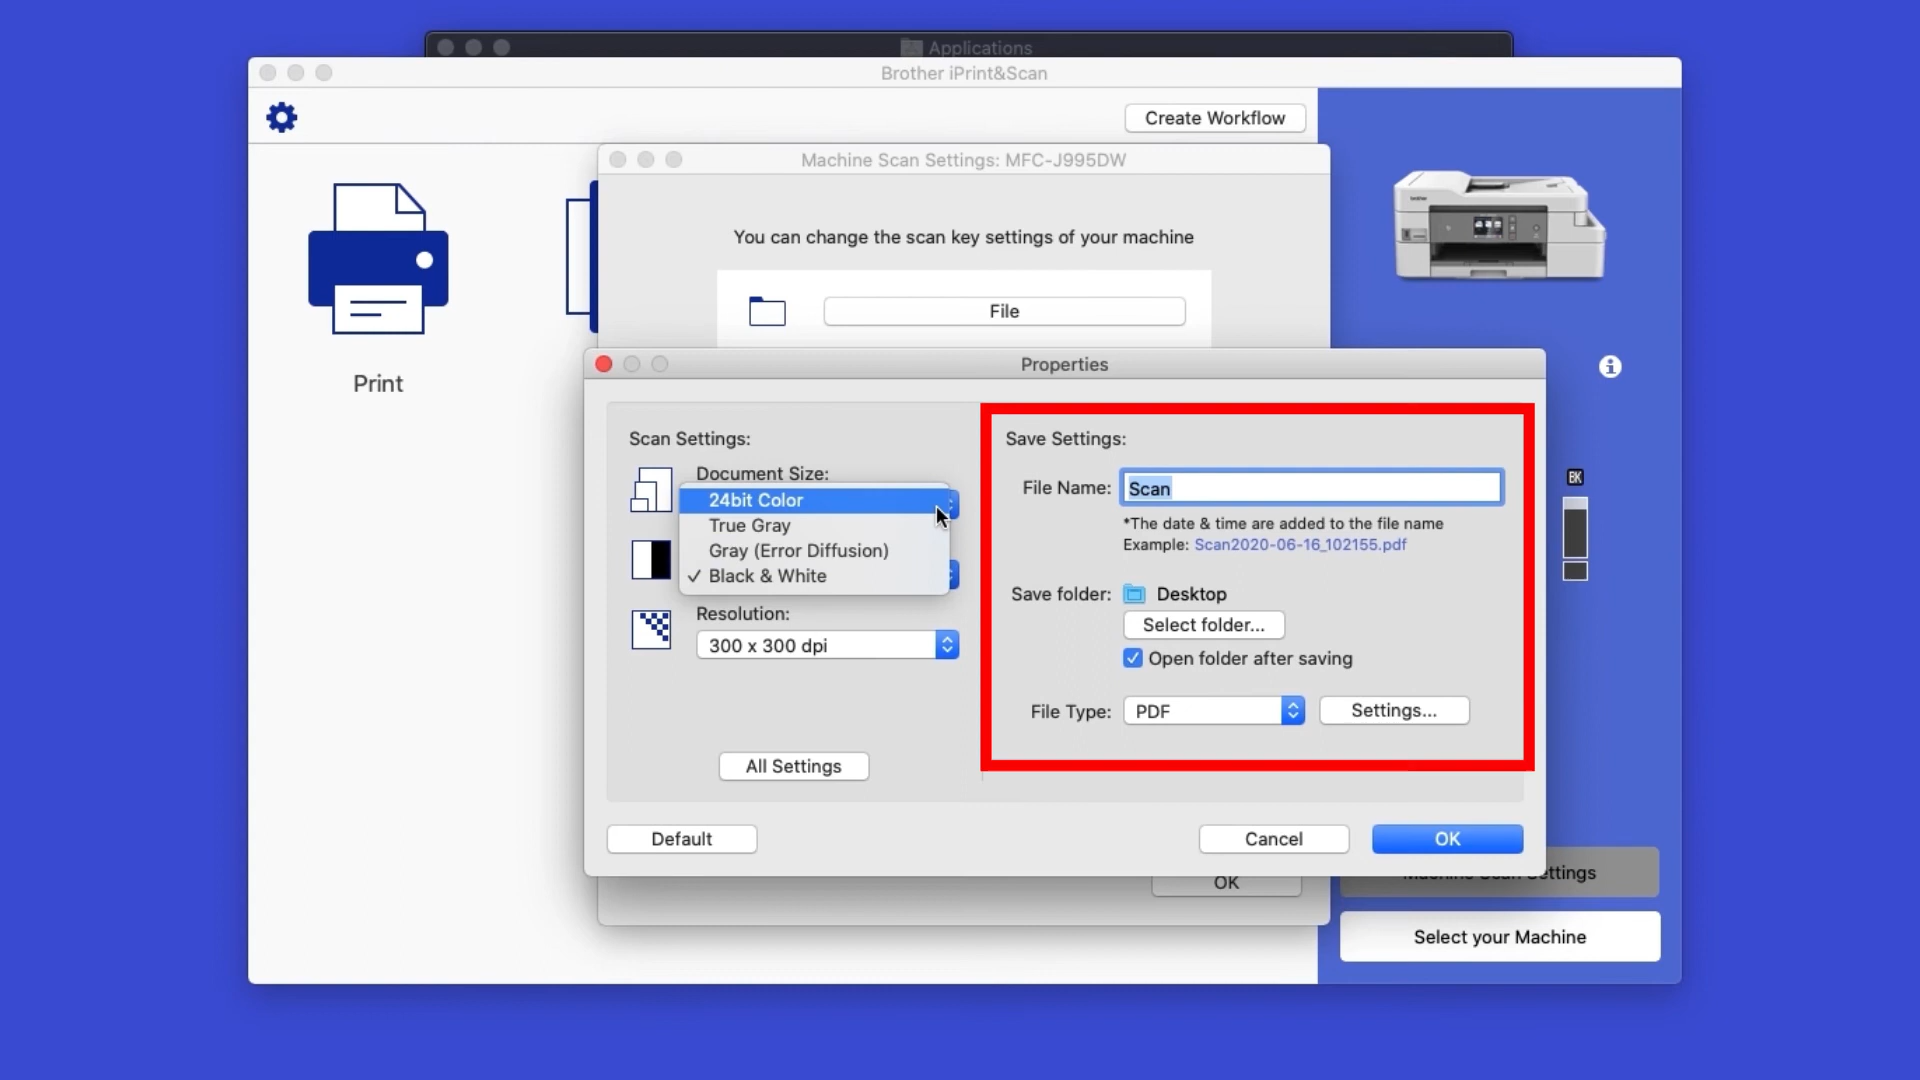 Applications
Brother iPrint&Scan
Create Workflow
Machine Scan Settings: MFC-J995DW
brother
You can change the scan key settings of your machine
File
Print
Properties
Scan Settings:
Document Size:
24bit Color
True Gray
Gray (Error Diffusion)
✓ Black & White
Resolution:
300 x 300 dpi
All Settings
Save Settings:
File Name: Scan
*The date & time are added to the file name
Example: Scan2020-06-16_102155.pdf
Save folder: Desktop
Select folder...
Open folder after saving
File Type: PDF
Settings...
BK
Default
Cancel
OK
OK
Machine Scan Settings
Select your Machine